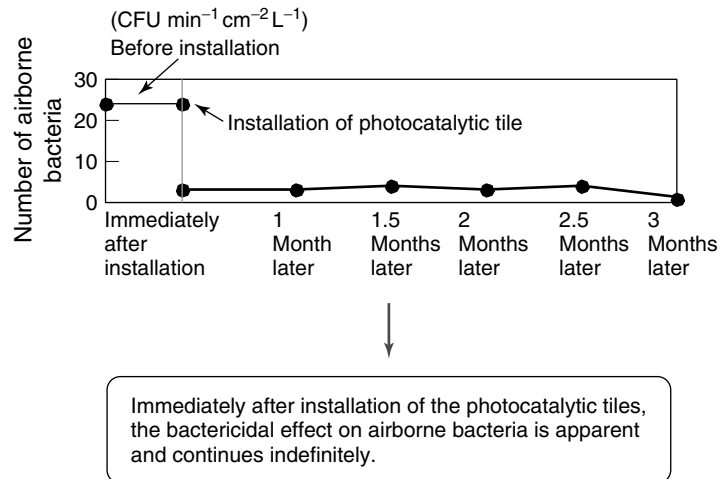 (CFU min⁻¹ cm⁻² L⁻¹)
Before installation
Number of airborne
bacteria
30
20
10
0
Installation of photocatalytic tile
Immediately
after
installation
1
Month
later
1.5
Months
later
2
Months
later
2.5
Months
later
3
Months
later
Immediately after installation of the photocatalytic tiles,
the bactericidal effect on airborne bacteria is apparent
and continues indefinitely.